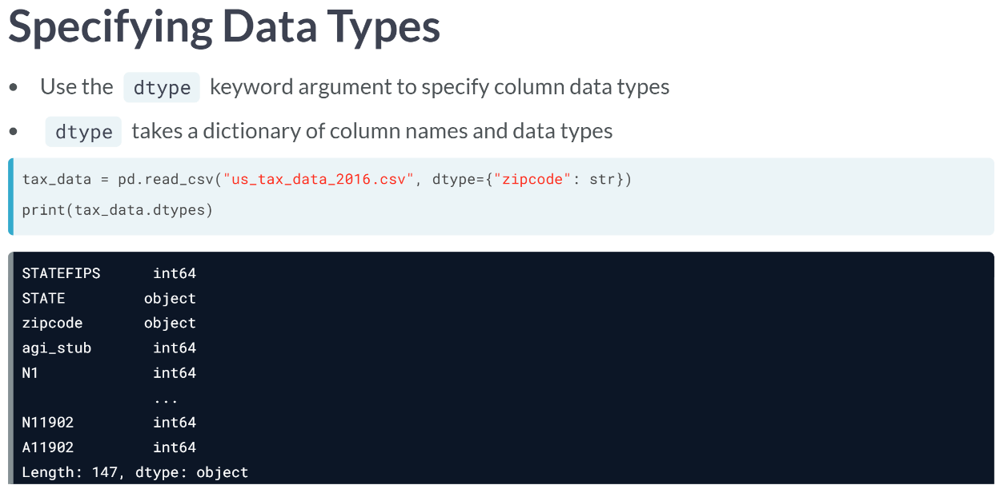 Specifying Data Types
• Use the dtype keyword argument to specify column data types
• dtype takes a dictionary of column names and data types
tax_data = pd.read_csv("us_tax_data_2016.csv", dtype={"zipcode": str})
print(tax_data.dtypes)
STATEFIPS      int64
STATE         object
zipcode       object
agi_stub       int64
N1             int64
               ...
N11902         int64
A11902         int64
Length: 147, dtype: object